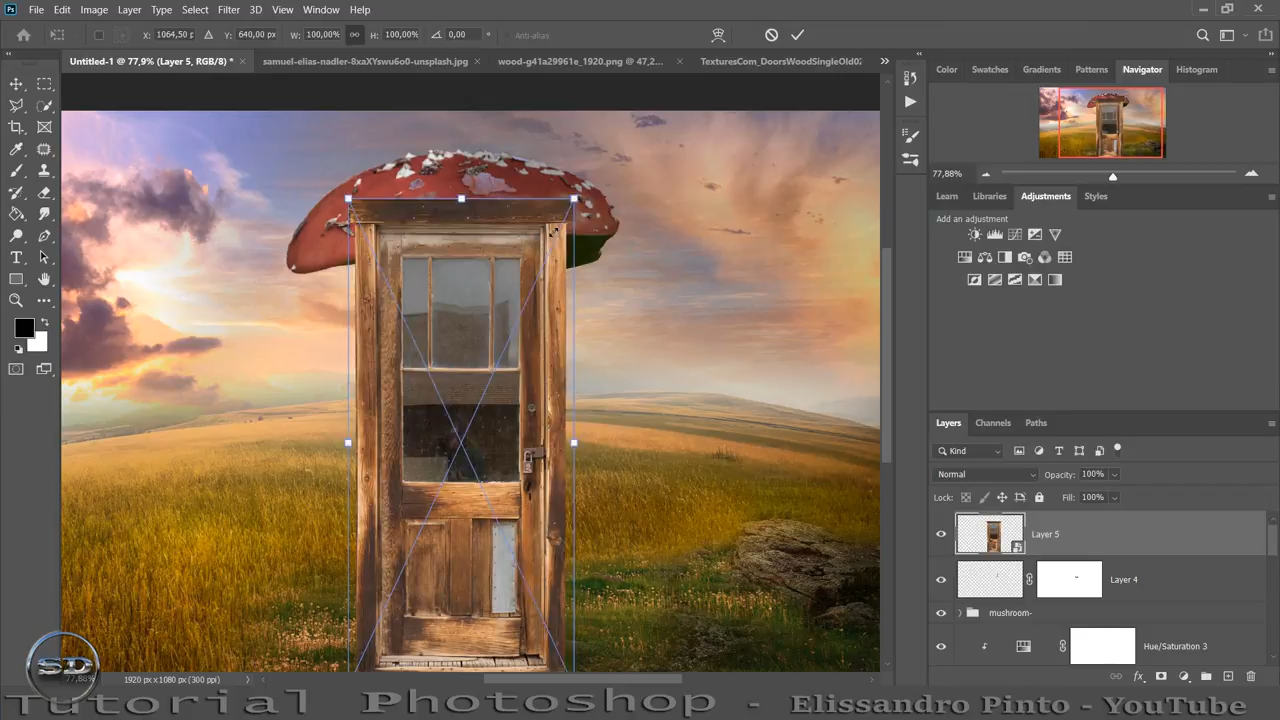 Ps File Edit Image Layer Type Select Filter 3D View Window Help
X: 1064,50 p Y: 640,00 px W: 100,00% H: 100,00% 0,00 ° Anti-alias
Untitled-1 @ 77,9% (Layer 5, RGB/8) * × samuel-elias-nadler-8xaXYswu6o0-unsplash.jpg × wood-g41a29961e_1920.png @ 47,2... × TexturesCom_DoorsWoodSingleOld02
Color Swatches Gradients Patterns Navigator Histogram
77,88%
Learn Libraries Adjustments Styles
Add an adjustment
Layers Channels Paths
Kind
Normal Opacity: 100%
Lock: Fill: 100%
Layer 5
Layer 4
mushroom-
Hue/Saturation 3
SD
77,88% 1920 px x 1080 px (300 ppi)
Tutorial Photoshop - Elissandro Pinto - YouTube